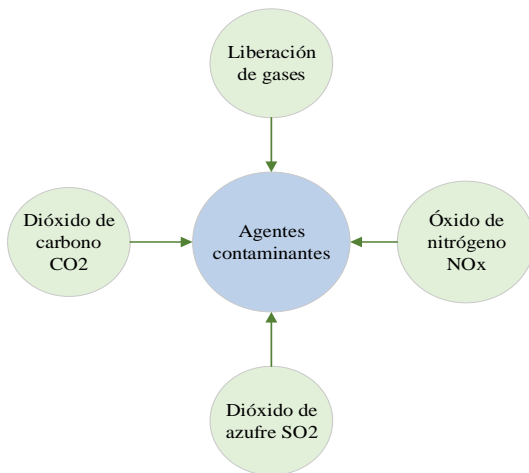 Liberación
de gases
Dióxido de
carbono
CO2
Agentes
contaminantes
Óxido de
nitrógeno
NOx
Dióxido de
azufre SO2